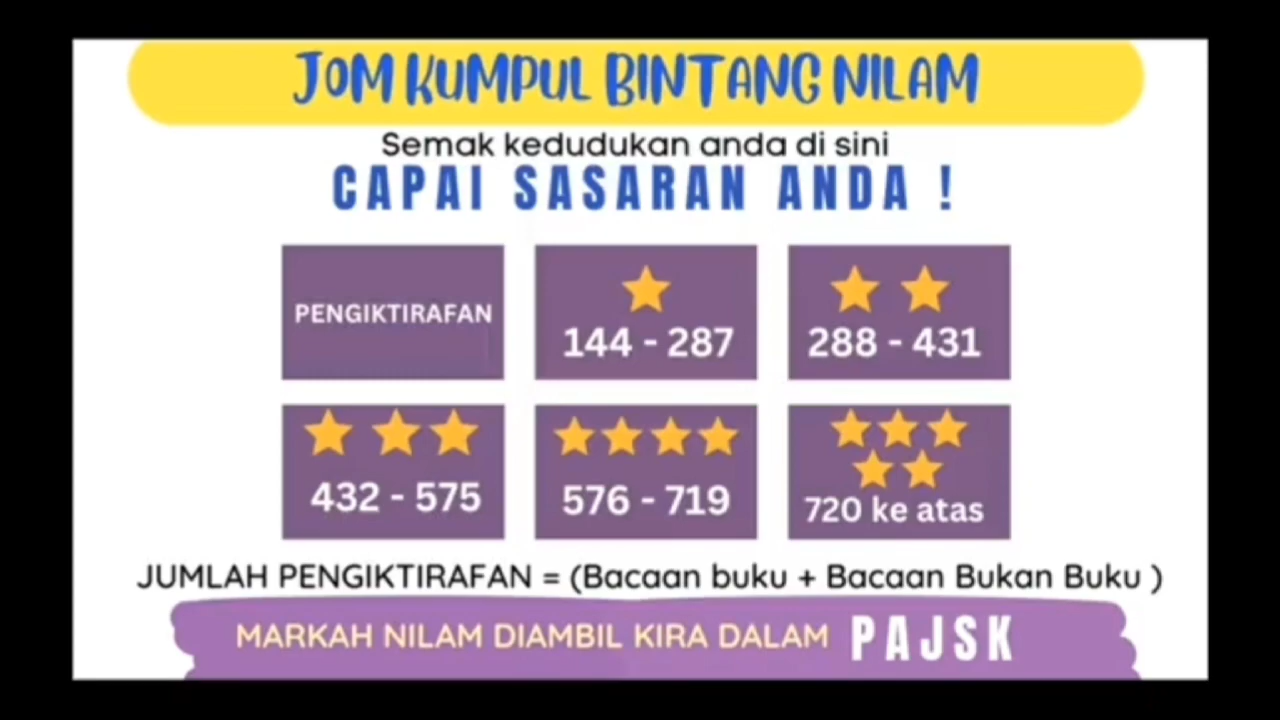 JOM KUMPUL BINTANG NILAM
Semak kedudukan anda di sini
CAPAI SASARAN ANDA !
PENGIKTIRAFAN
144 - 287
288 - 431
432 - 575
576 - 719
720 ke atas
JUMLAH PENGIKTIRAFAN = (Bacaan buku + Bacaan Bukan Buku )
MARKAH NILAM DIAMBIL KIRA DALAM PAJSK